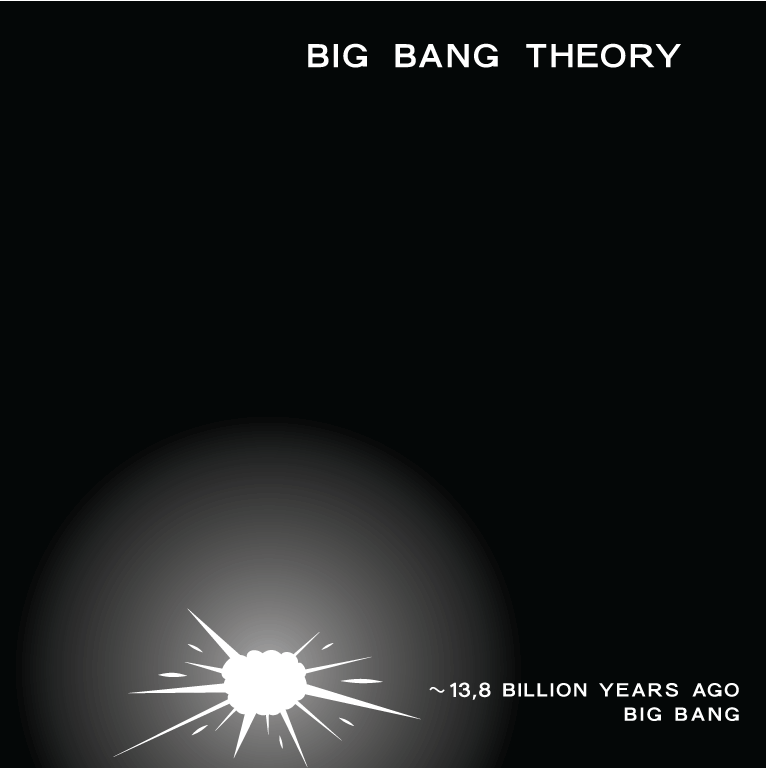 BIG BANG THEORY
~13,8 BILLION YEARS AGO
BIG BANG